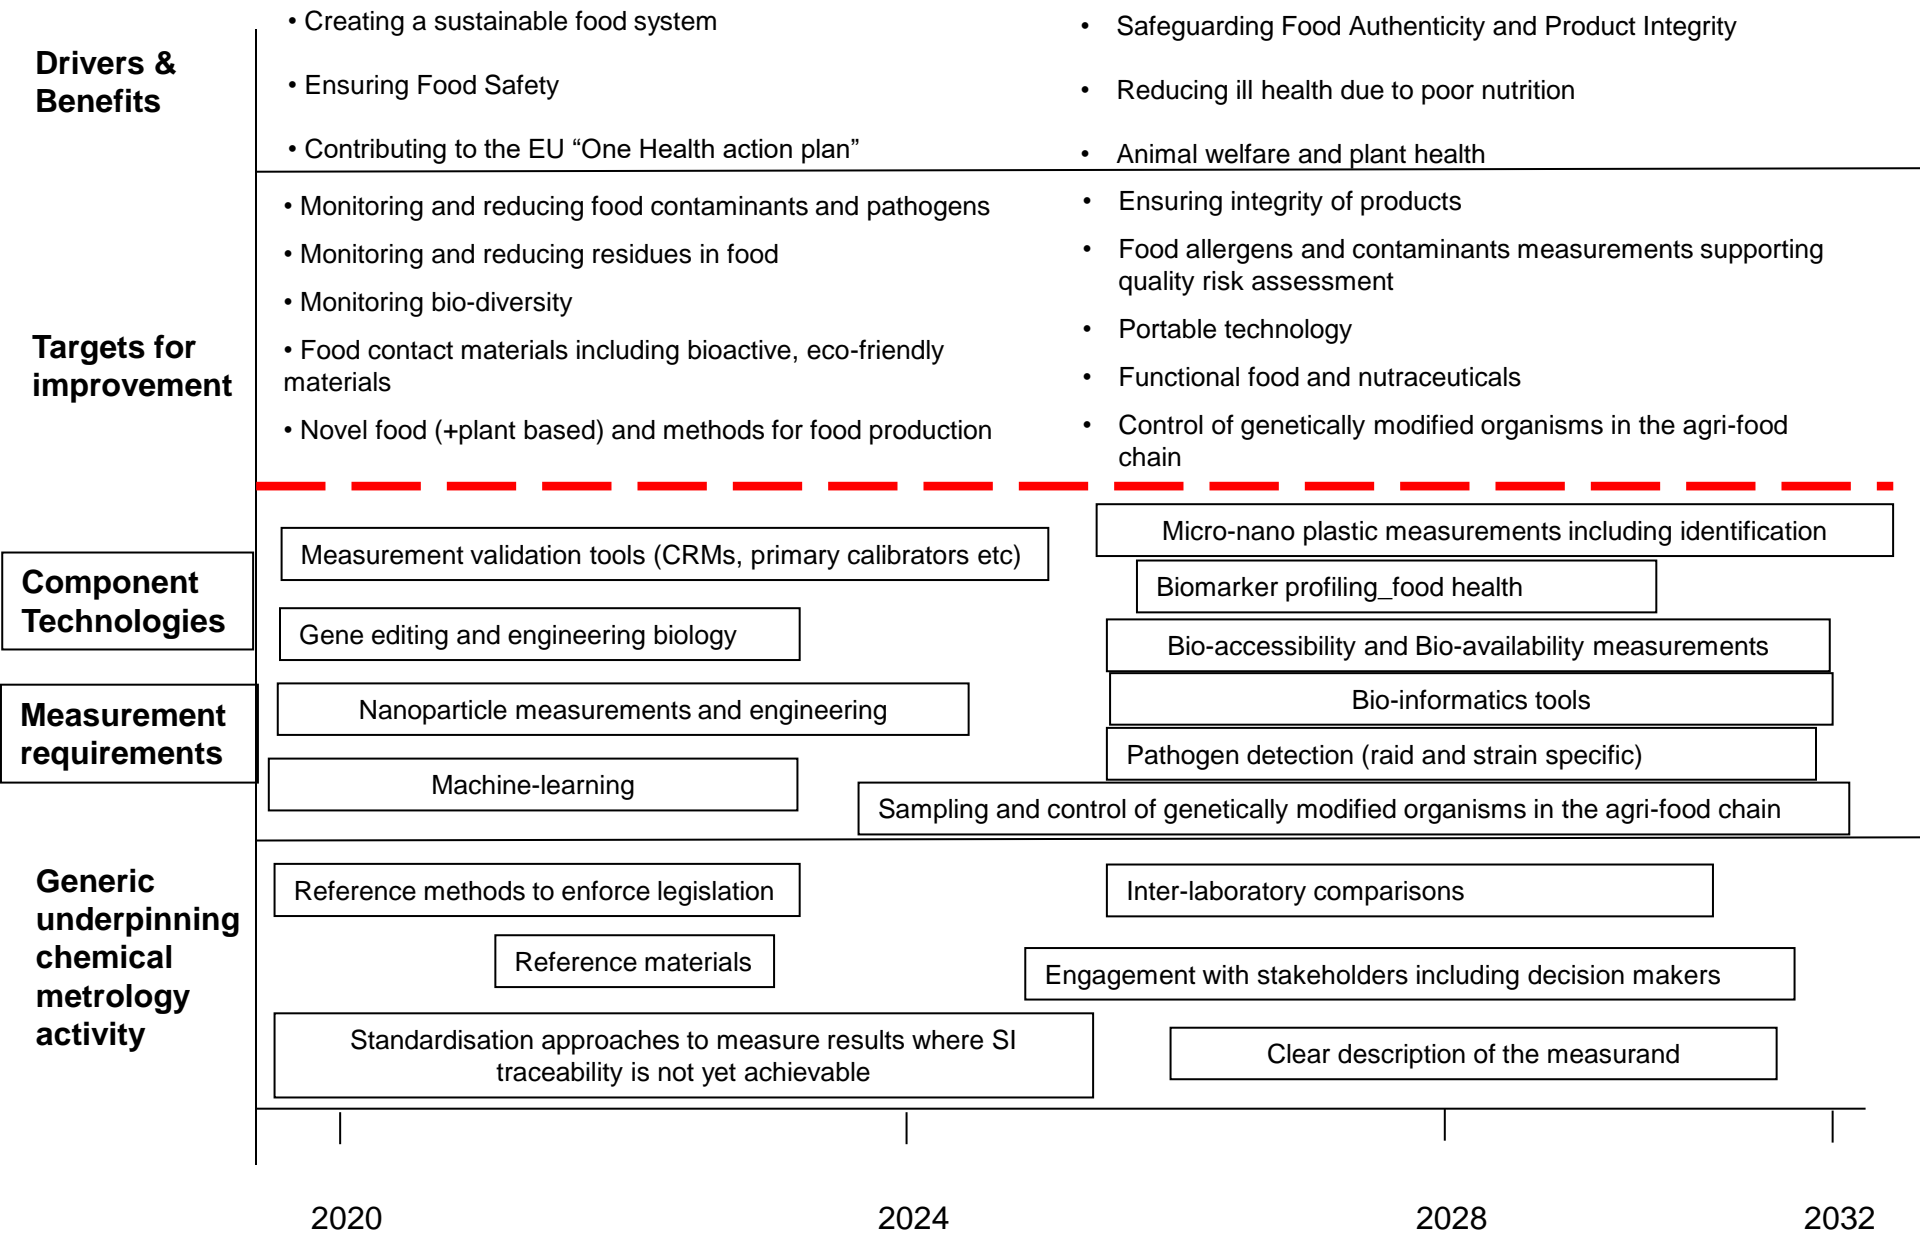 Drivers &
Benefits
• Creating a sustainable food system
• Ensuring Food Safety
• Contributing to the EU “One Health action plan”
• Safeguarding Food Authenticity and Product Integrity
• Reducing ill health due to poor nutrition
• Animal welfare and plant health
Targets for
improvement
• Monitoring and reducing food contaminants and pathogens
• Monitoring and reducing residues in food
• Monitoring bio-diversity
• Food contact materials including bioactive, eco-friendly
materials
• Novel food (+plant based) and methods for food production
• Ensuring integrity of products
• Food allergens and contaminants measurements supporting
quality risk assessment
• Portable technology
• Functional food and nutraceuticals
• Control of genetically modified organisms in the agri-food
chain
Component
Technologies
Measurement
requirements
Measurement validation tools (CRMs, primary calibrators etc)
Gene editing and engineering biology
Nanoparticle measurements and engineering
Machine-learning
Micro-nano plastic measurements including identification
Biomarker profiling_food health
Bio-accessibility and Bio-availability measurements
Bio-informatics tools
Pathogen detection (raid and strain specific)
Sampling and control of genetically modified organisms in the agri-food chain
Generic
underpinning
chemical
metrology
activity
Reference methods to enforce legislation
Reference materials
Standardisation approaches to measure results where SI
traceability is not yet achievable
Inter-laboratory comparisons
Engagement with stakeholders including decision makers
Clear description of the measurand
2020
2024
2028
2032